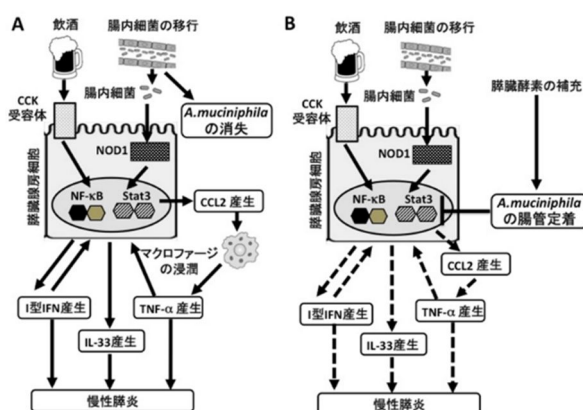 A
飲酒
腸内細菌の移行
CCK
受容体
腸内細菌
A.muciniphila
の消失
NOD1
膵臓腺房細胞
NF-κB
Stat3
CCL2 産生
マクロファージ
の浸潤
I型IFN産生
TNF-α 産生
IL-33産生
慢性膵炎
B
飲酒
腸内細菌の移行
膵臓酵素の補充
CCK
受容体
腸内細菌
NOD1
膵臓腺房細胞
NF-κB
Stat3
A.muciniphila
の腸管定着
CCL2 産生
I型IFN産生
TNF-α 産生
IL-33産生
慢性膵炎